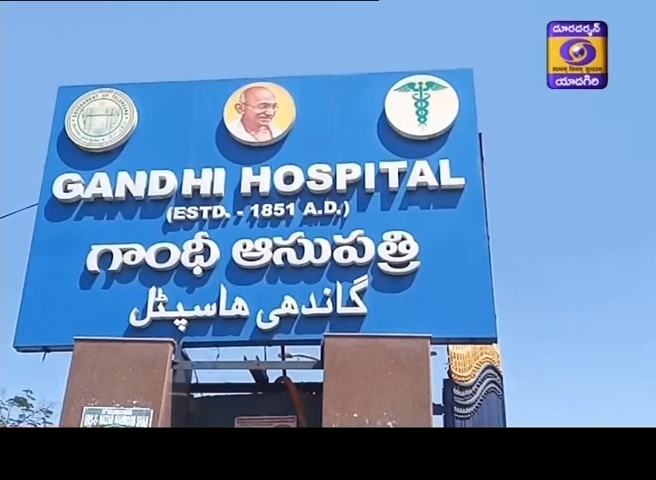 దూరదర్శన్
యాదగిరి
GANDHI HOSPITAL
(ESTD. - 1851 A.D.)
గాంధీ ఆసుపత్రి
گاندھی ہاسپٹل